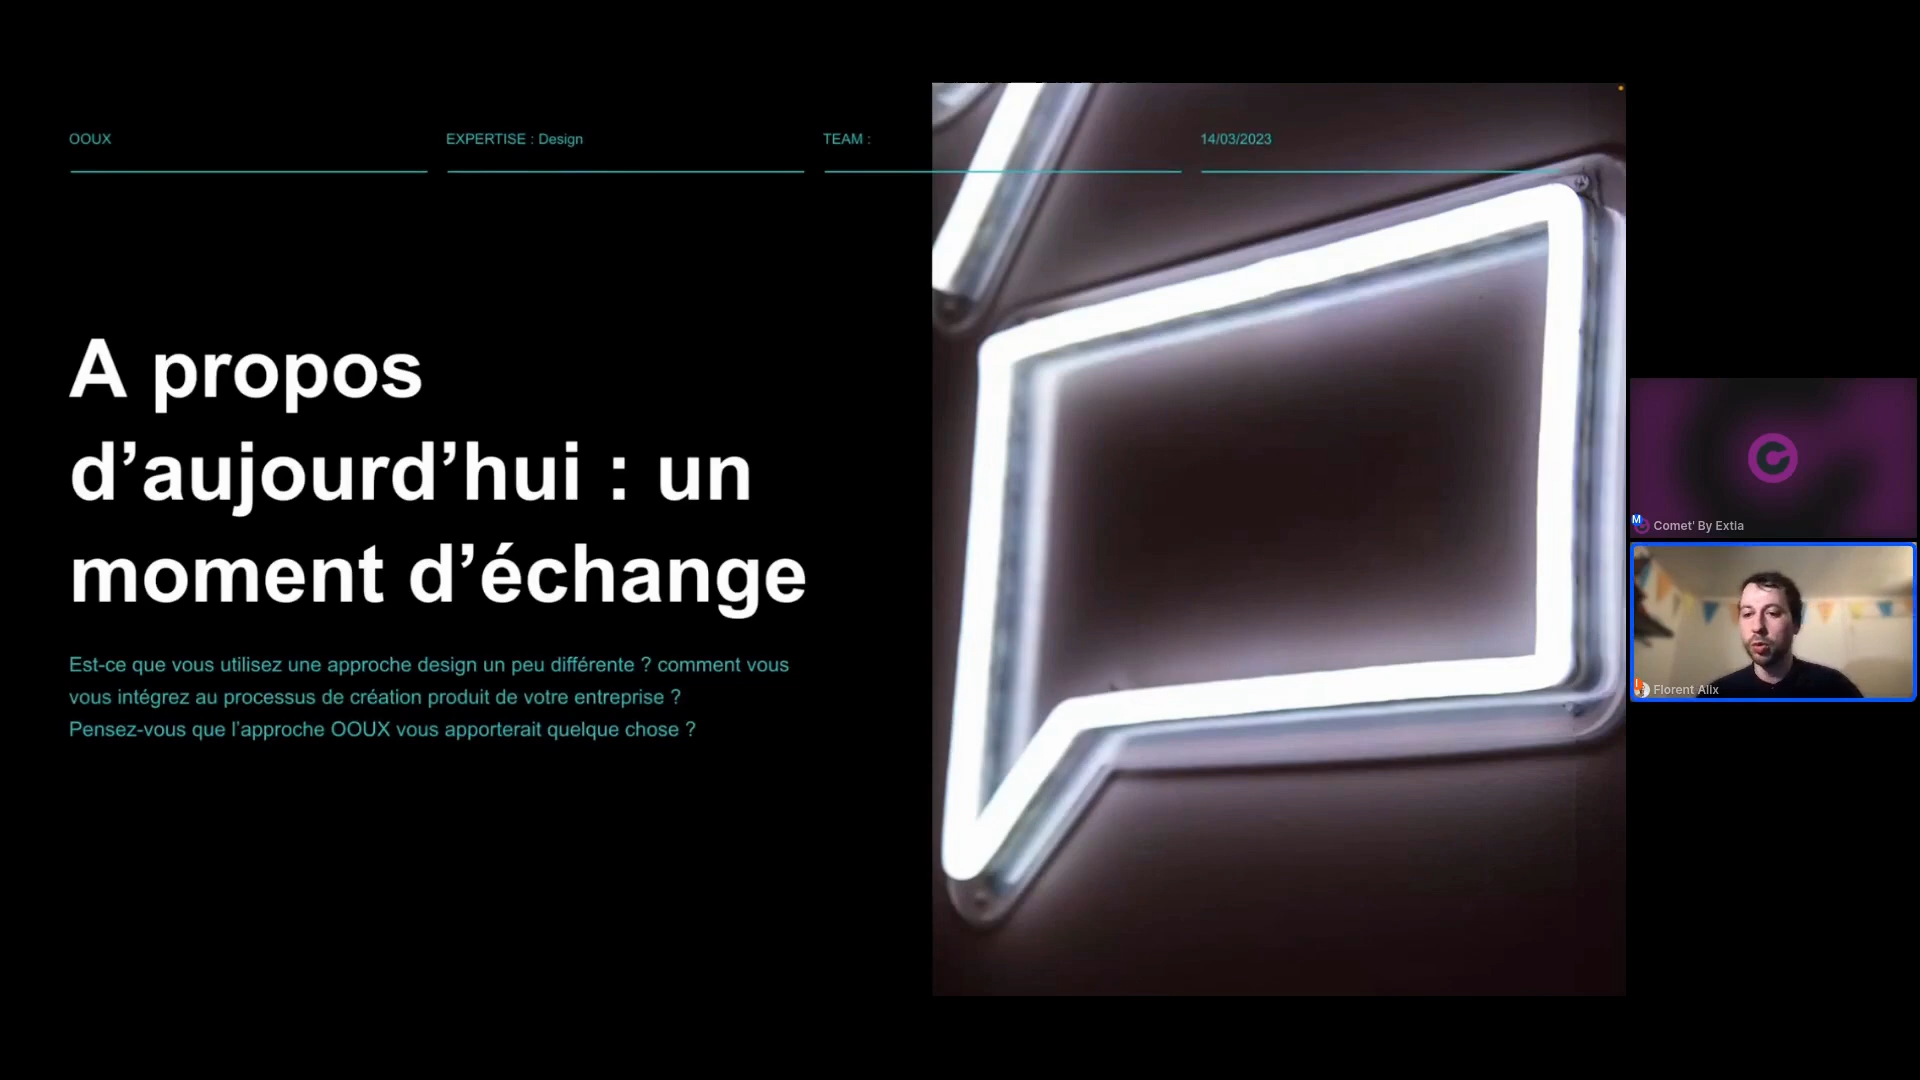 OOUX
EXPERTISE : Design
TEAM :
14/03/2023
A propos
d’aujourd’hui : un
moment d’échange
Est-ce que vous utilisez une approche design un peu différente ? comment vous
vous intégrez au processus de création produit de votre entreprise ?
Pensez-vous que l’approche OOUX vous apporterait quelque chose ?
M
Comet' By Extia
Florent Alix